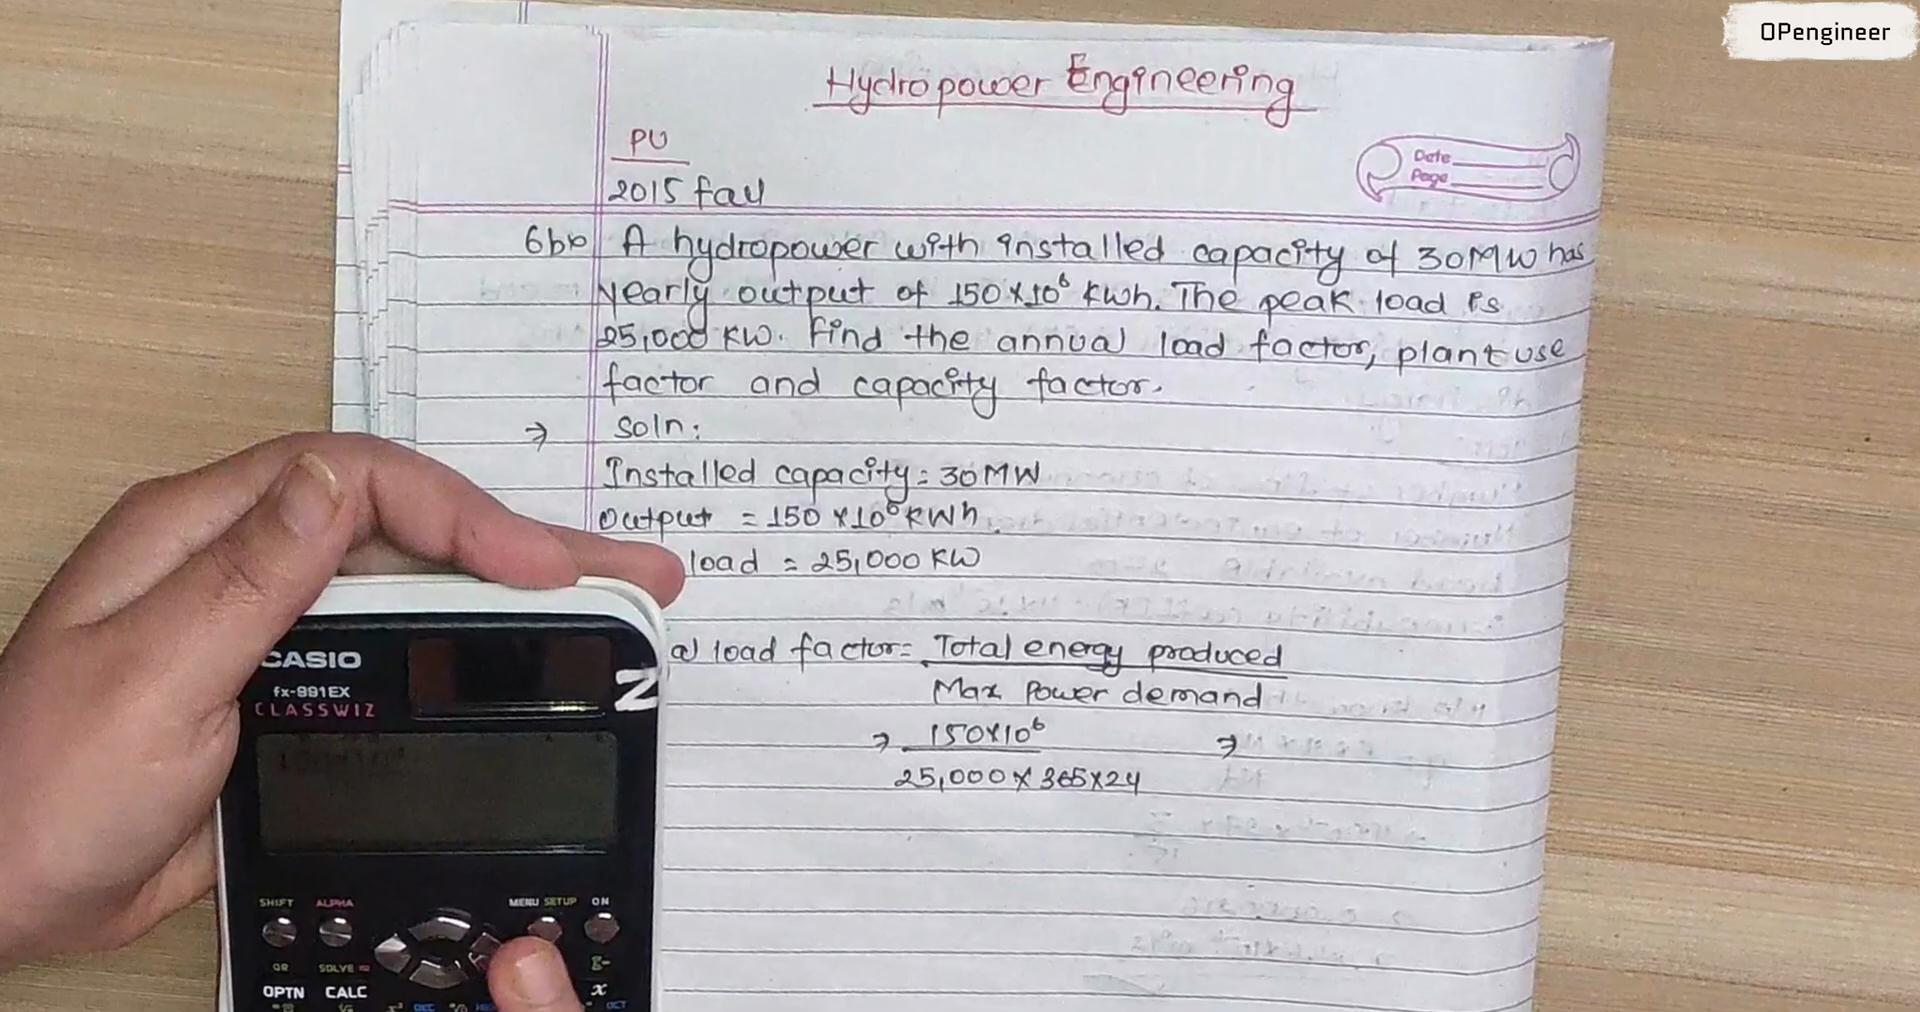 OPengineer
Hydropower Engineering
PU
2015 fall
Date
Page
6b) A hydropower with installed capacity of 30MW has
yearly output of 150×10⁶ kwh. The peak load is
25,000 KW. Find the annual load factor, plant use
factor and capacity factor.
→ Soln:
Installed capacity = 30MW
Output = 150×10⁶ KWh.
load = 25,000 KW
a) load factor = Total energy produced
Max Power demand
→ 150×10⁶ →
25,000×365×24
CASIO
fx-991EX
CLASSWIZ
SHIFT ALPHA MENU SETUP ON
QR SOLVE =
OPTN CALC x